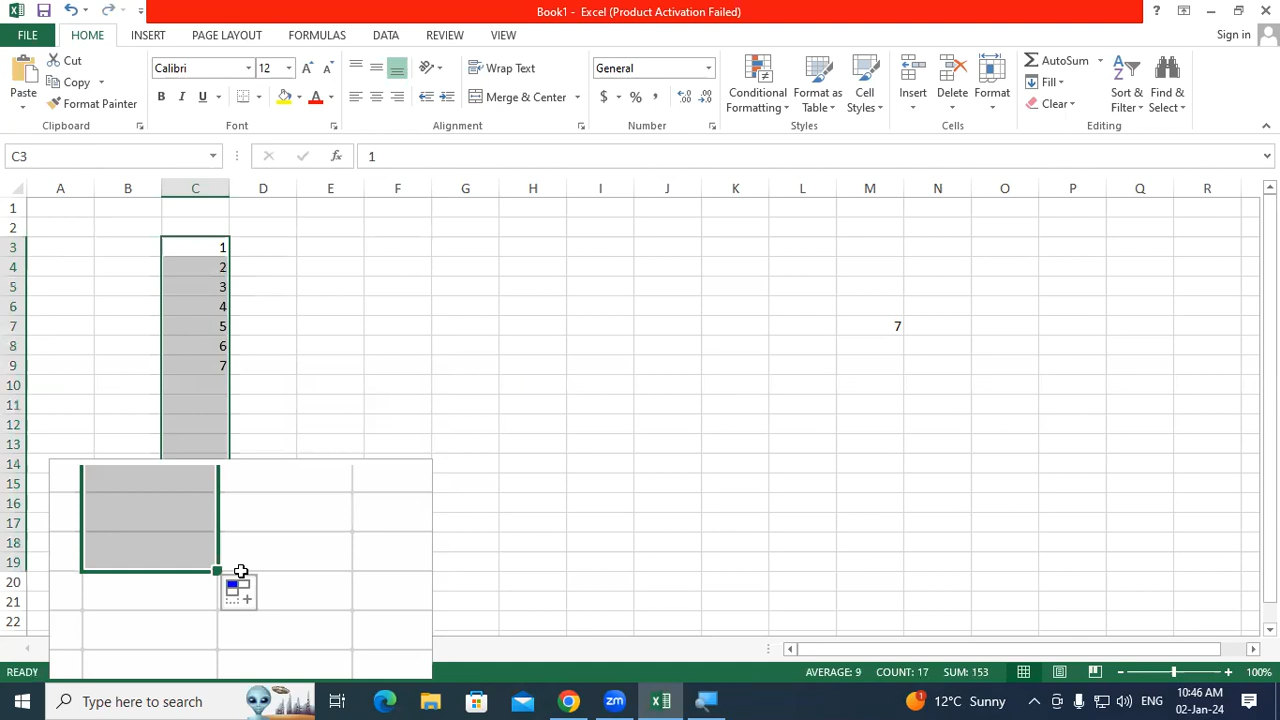 Book1 - Excel (Product Activation Failed)
FILE HOME INSERT PAGE LAYOUT FORMULAS DATA REVIEW VIEW Sign in
Cut
Copy
Format Painter
Paste
Clipboard
Calibri 12
B I U A
Font
Wrap Text
Merge & Center
Alignment
General
$ % ,
Number
Conditional Formatting
Format as Table
Cell Styles
Styles
Insert Delete Format
Cells
AutoSum
Fill
Clear
Sort & Filter
Find & Select
Editing
C3 fx 1
A B C D E F G H I J K L M N O P Q R
1
2
3 1
4 2
5 3
6 4
7 5 7
8 6
9 7
10
11
12
13
14
15
16
17
18
19
20
21
22
READY AVERAGE: 9 COUNT: 17 SUM: 153 100%
Type here to search zm 12°C Sunny ENG 10:46 AM
02-Jan-24